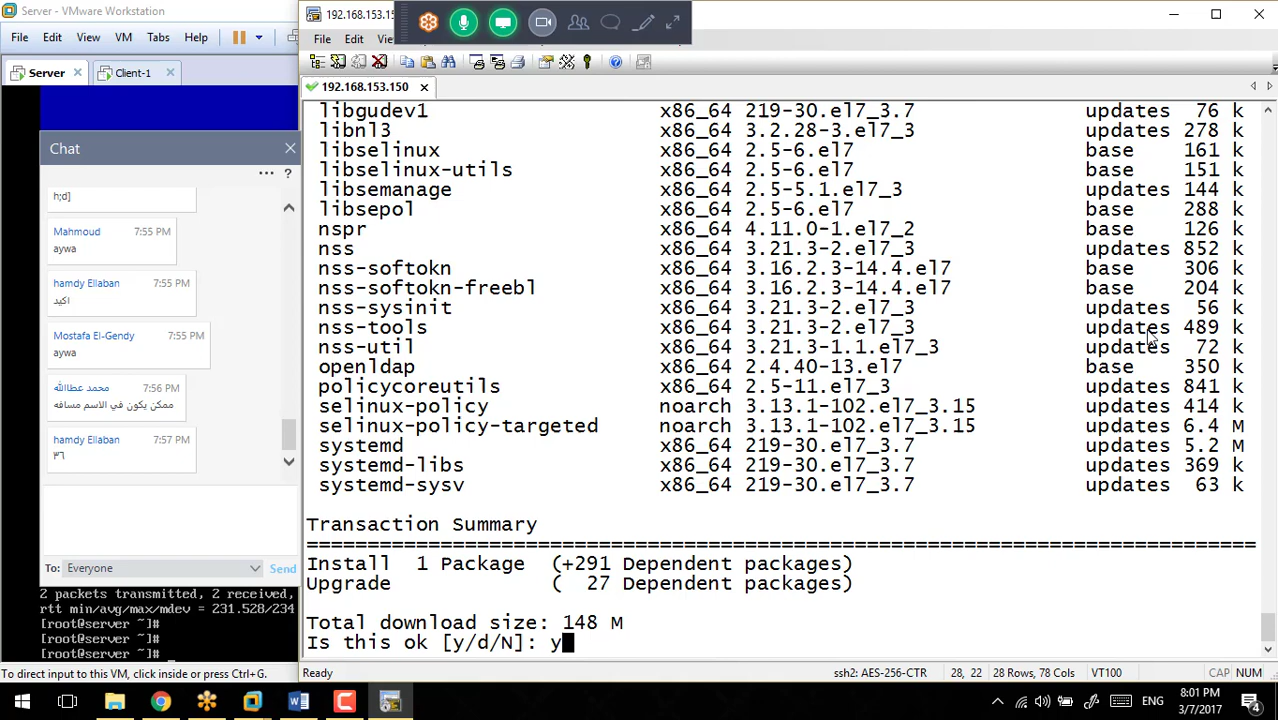 Server - VMware Workstation
File Edit View VM Tabs Help
Server Client-1
Chat
h;d]
Mahmoud 7:55 PM
aywa
hamdy Ellaban 7:55 PM
اكيد
Mostafa El-Gendy 7:55 PM
aywa
محمد عطاالله 7:56 PM
ممكن يكون في الاسم مسافه
hamdy Ellaban 7:57 PM
٣٦
To: Everyone Send
2 packets transmitted, 2 received,
rtt min/avg/max/mdev = 231.528/234
[root@server ~]#
[root@server ~]#
[root@server ~]#
To direct input to this VM, click inside or press Ctrl+G.
192.168.153.15
File Edit
192.168.153.150
libgudev1 x86_64 219-30.el7_3.7 updates 76 k
libnl3 x86_64 3.2.28-3.el7_3 updates 278 k
libselinux x86_64 2.5-6.el7 base 161 k
libselinux-utils x86_64 2.5-6.el7 base 151 k
libsemanage x86_64 2.5-5.1.el7_3 updates 144 k
libsepol x86_64 2.5-6.el7 base 288 k
nspr x86_64 4.11.0-1.el7_2 base 126 k
nss x86_64 3.21.3-2.el7_3 updates 852 k
nss-softokn x86_64 3.16.2.3-14.4.el7 base 306 k
nss-softokn-freebl x86_64 3.16.2.3-14.4.el7 base 204 k
nss-sysinit x86_64 3.21.3-2.el7_3 updates 56 k
nss-tools x86_64 3.21.3-2.el7_3 updates 489 k
nss-util x86_64 3.21.3-1.1.el7_3 updates 72 k
openldap x86_64 2.4.40-13.el7 base 350 k
policycoreutils x86_64 2.5-11.el7_3 updates 841 k
selinux-policy noarch 3.13.1-102.el7_3.15 updates 414 k
selinux-policy-targeted noarch 3.13.1-102.el7_3.15 updates 6.4 M
systemd x86_64 219-30.el7_3.7 updates 5.2 M
systemd-libs x86_64 219-30.el7_3.7 updates 369 k
systemd-sysv x86_64 219-30.el7_3.7 updates 63 k
Transaction Summary
================================================================================
Install 1 Package (+291 Dependent packages)
Upgrade ( 27 Dependent packages)
Total download size: 148 M
Is this ok [y/d/N]: y
Ready ssh2: AES-256-CTR 28, 22 28 Rows, 78 Cols VT100 CAP NUM
ENG 8:01 PM
3/7/2017 4